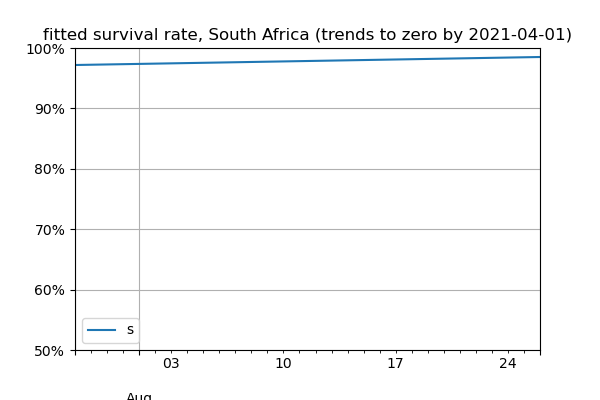 fitted survival rate, South Africa (trends to zero by 2021-04-01)
100%
90%
80%
70%
60%
50%
s
03 10 17 24
Aug